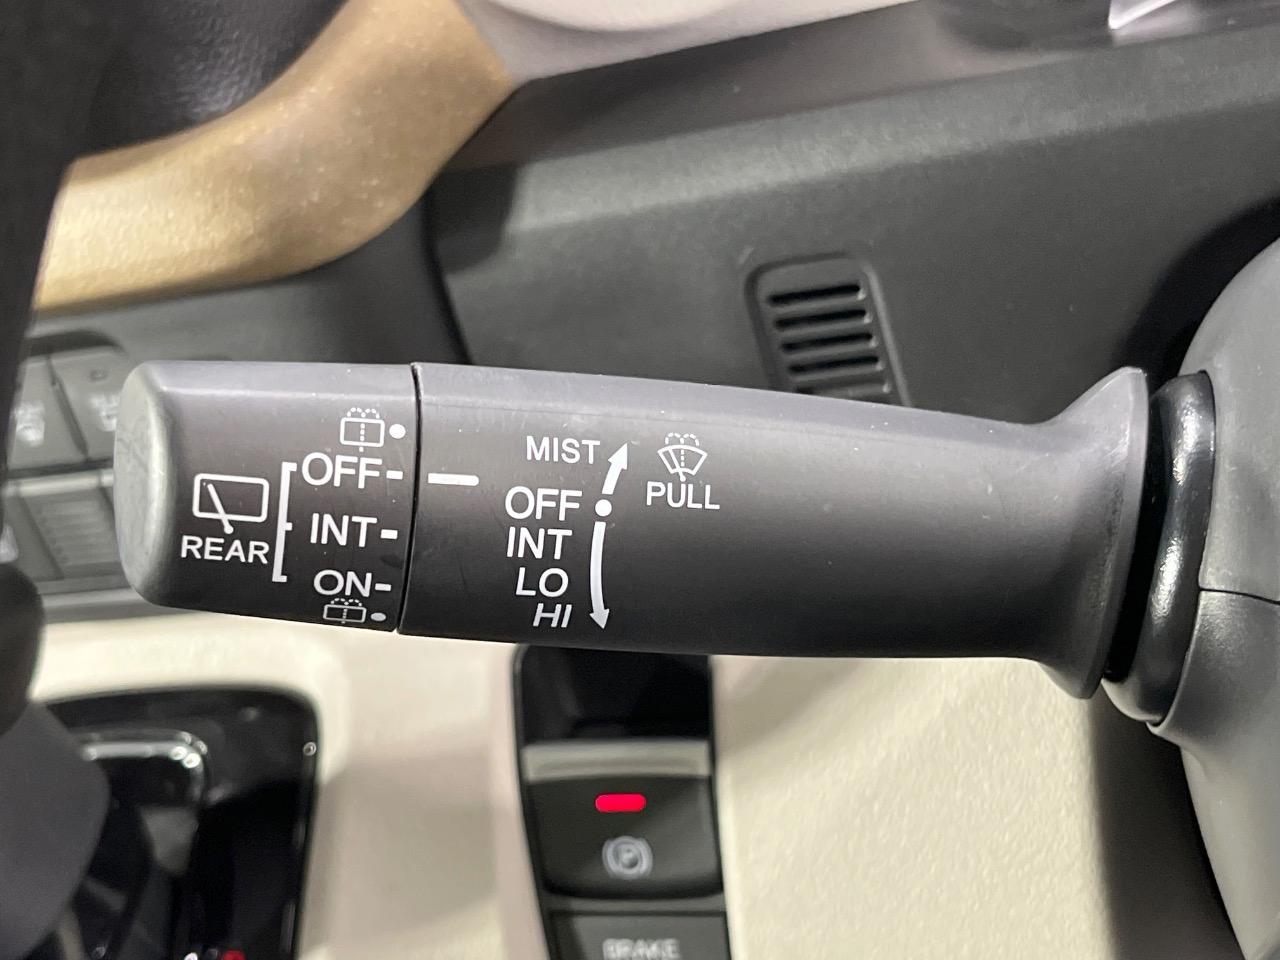 REAR
OFF
INT
ON
MIST
OFF
INT
LO
HI
PULL
P
BRAKE